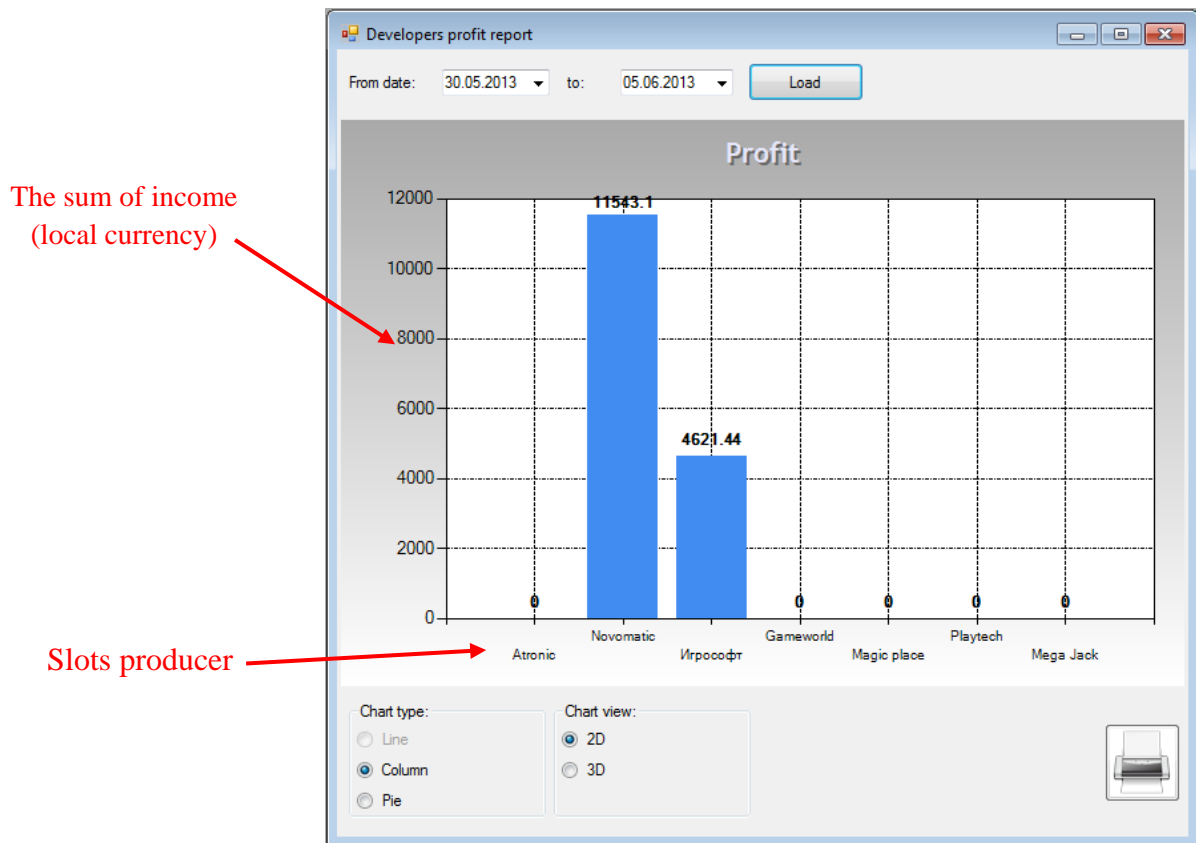 Developers profit report
From date: 30.05.2013 to: 05.06.2013 Load
Profit
The sum of income
(local currency)
12000
10000
8000
6000
4000
2000
0
11543.1
4621.44
0
0
0
0
0
Novomatic Gameworld Playtech
Atronic Игрософт Magic place Mega Jack
Slots producer
Chart type:
Line
Column
Pie
Chart view:
2D
3D